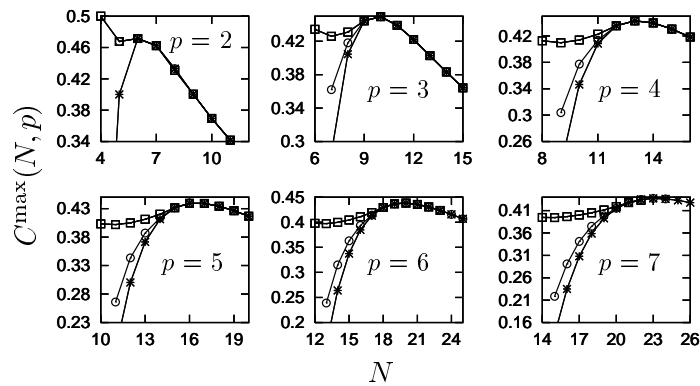 C^max(N, p)
0.5
0.46
0.42
0.38
0.34
4 7 10
p = 2
0.42
0.38
0.34
0.3
6 9 12 15
p = 3
0.42
0.38
0.34
0.3
0.26
8 11 14
p = 4
0.43
0.38
0.33
0.28
0.23
10 13 16 19
p = 5
0.45
0.4
0.35
0.3
0.25
0.2
12 15 18 21 24
p = 6
0.41
0.36
0.31
0.26
0.21
0.16
14 17 20 23 26
p = 7
N